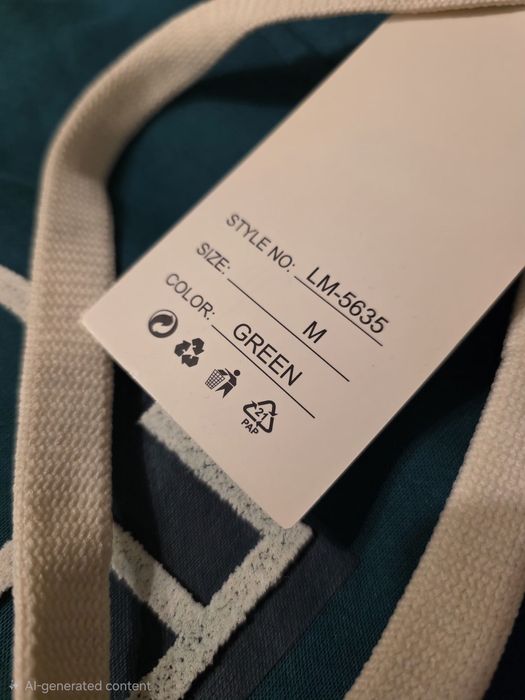 STYLE NO: LM-5635
SIZE: M
COLOR: GREEN
21
PAP
AI-generated content